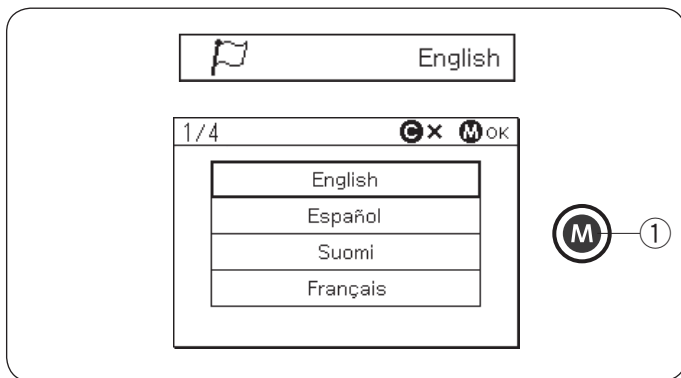 English
1/4 C× M OK
English
Español
Suomi
Français
M 1